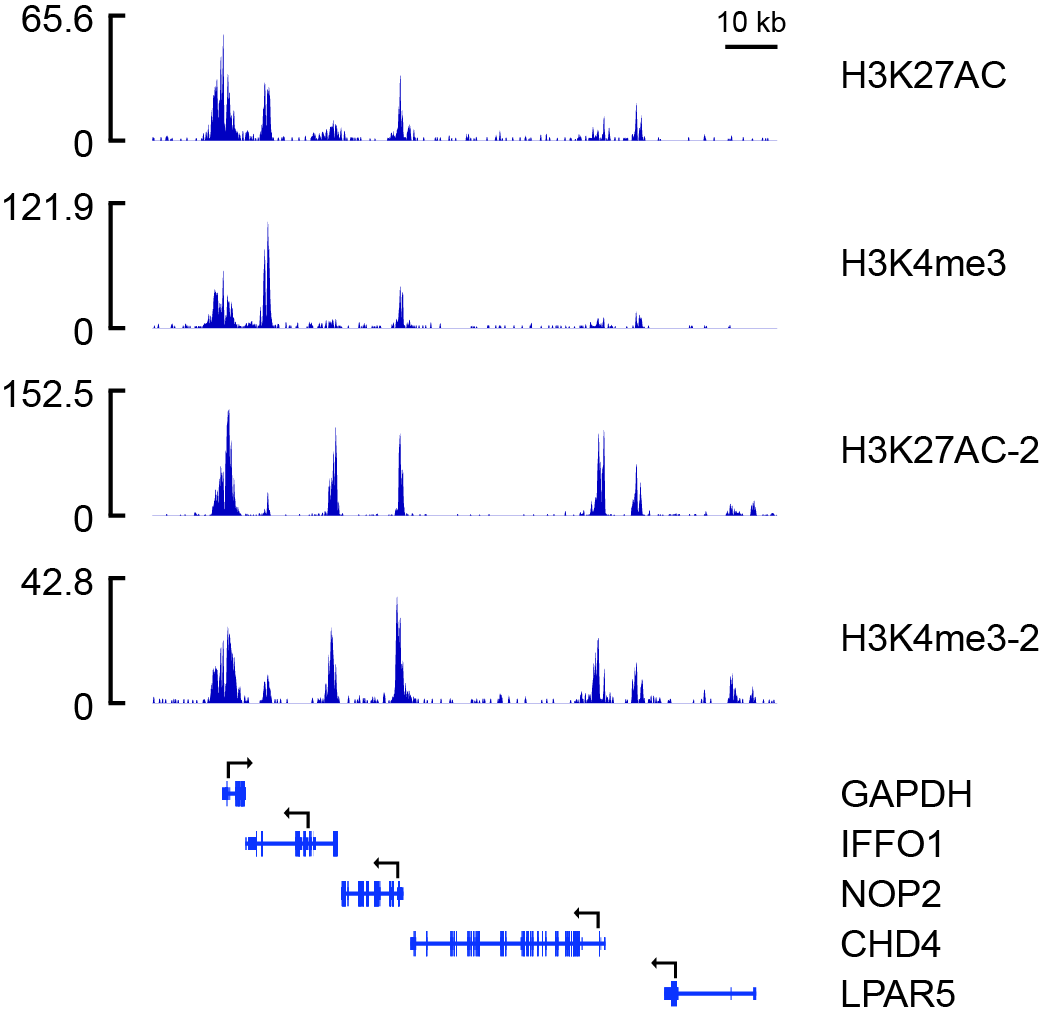 65.6
10 kb
H3K27AC
0
121.9
H3K4me3
0
152.5
H3K27AC-2
0
42.8
H3K4me3-2
0
GAPDH
IFFO1
NOP2
CHD4
LPAR5